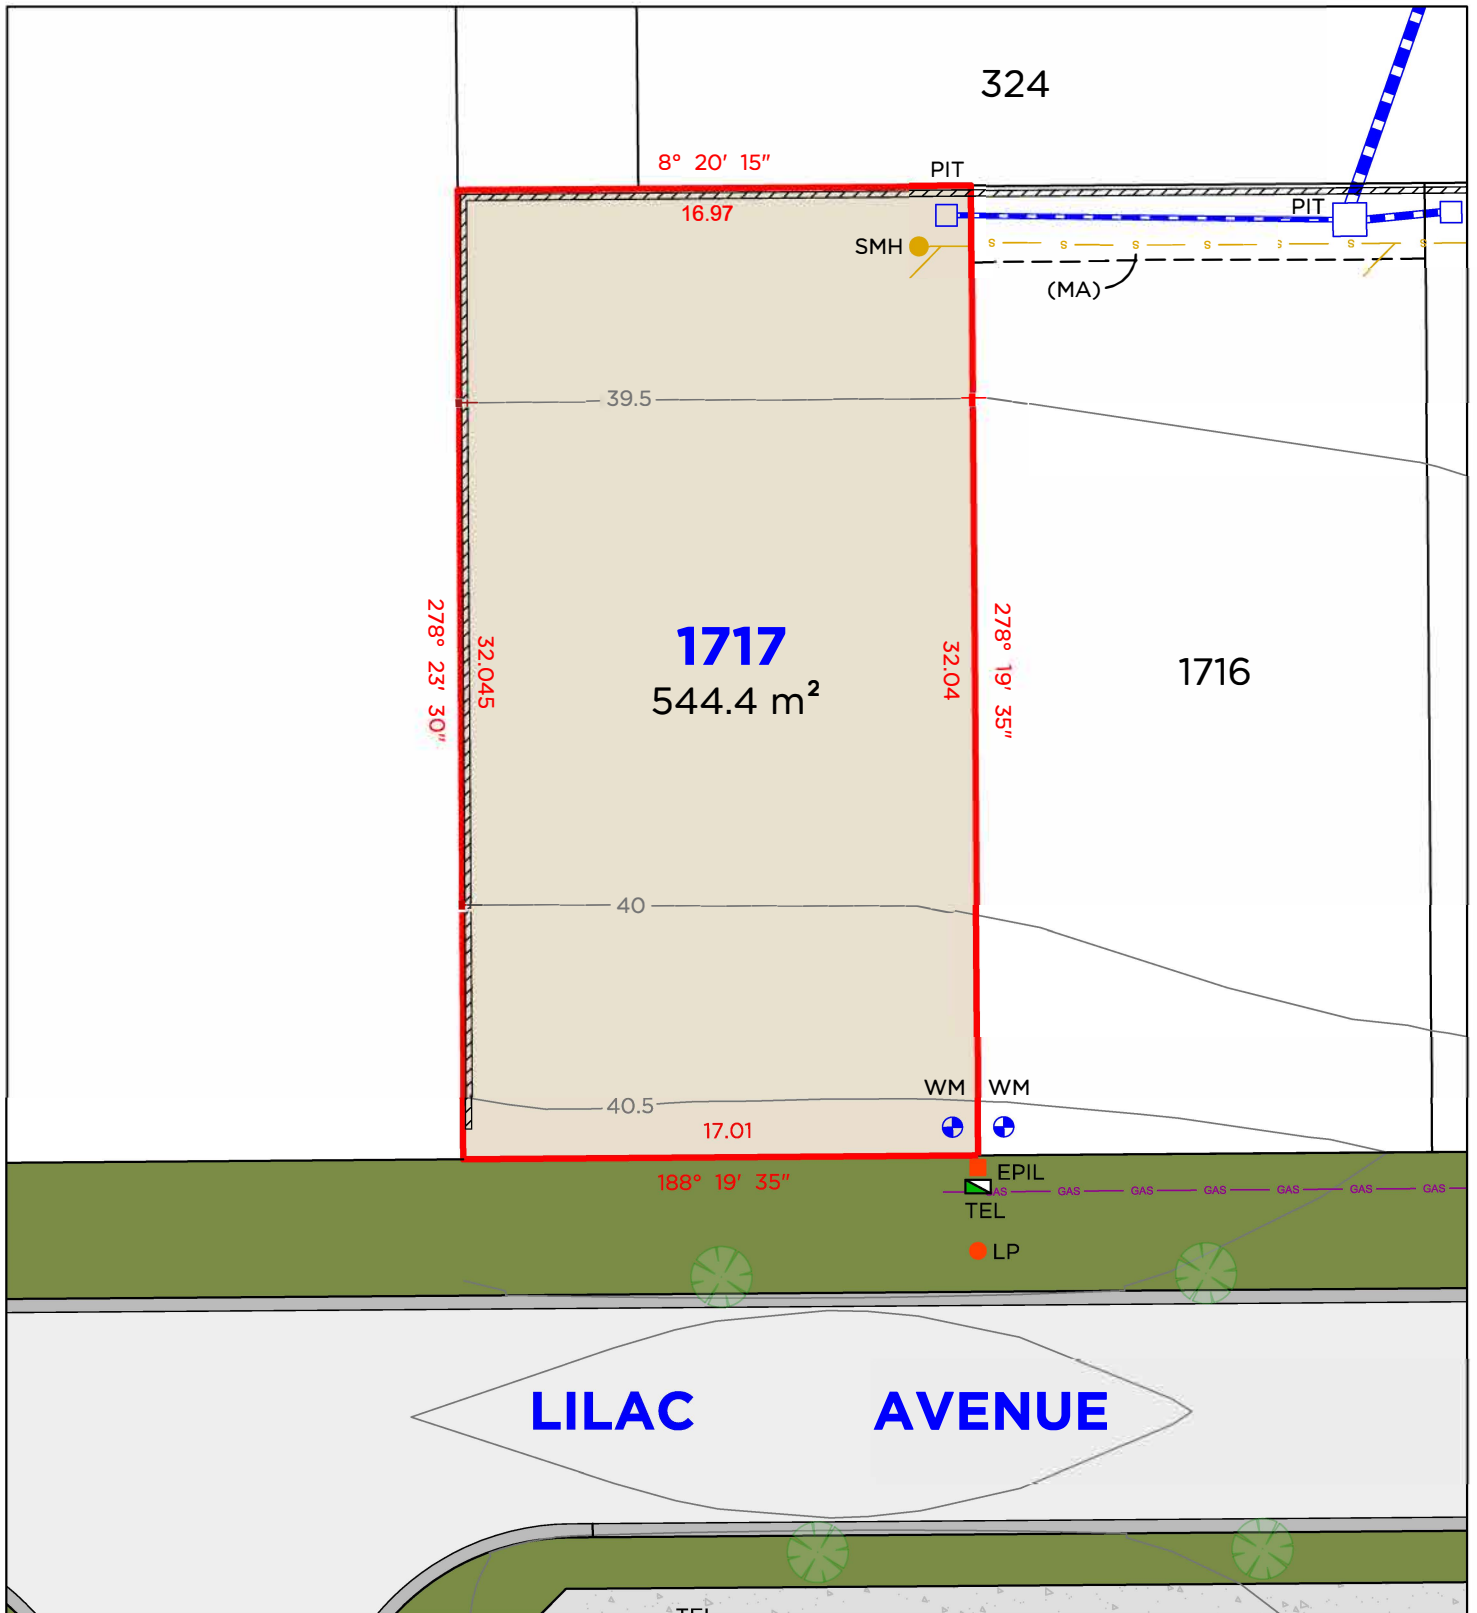 324
8° 20' 15"
PIT
16.97
PIT
SMH
S S S S S S S
(MA)
39.5
278° 23' 30"
32.045
1717
544.4 m²
32.04
278° 19' 35"
1716
40
WM WM
40.5
17.01
188° 19' 35"
EPIL
GAS GAS GAS GAS GAS GAS GAS
TEL
LP
LILAC AVENUE
TEL